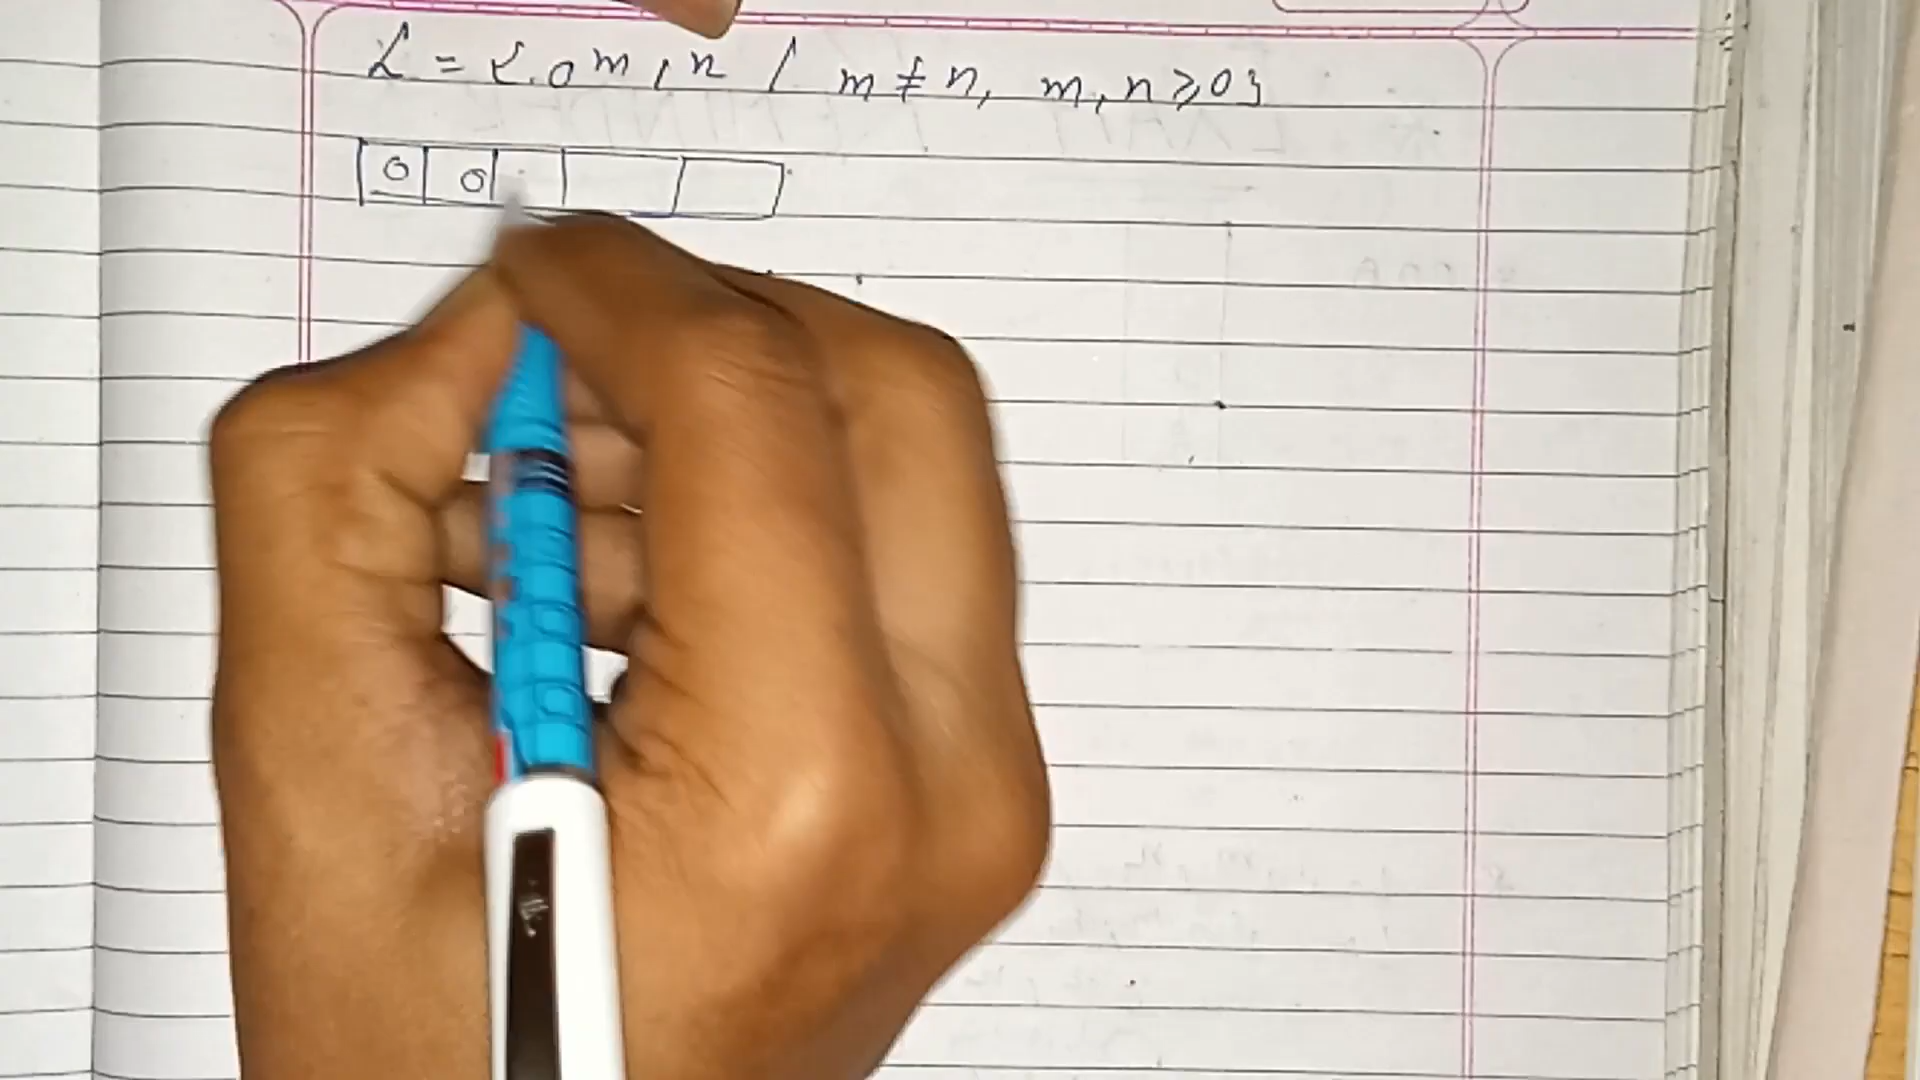 L = {0ᵐ1ⁿ / m ≠ n, m, n ≥ 0}
0 0